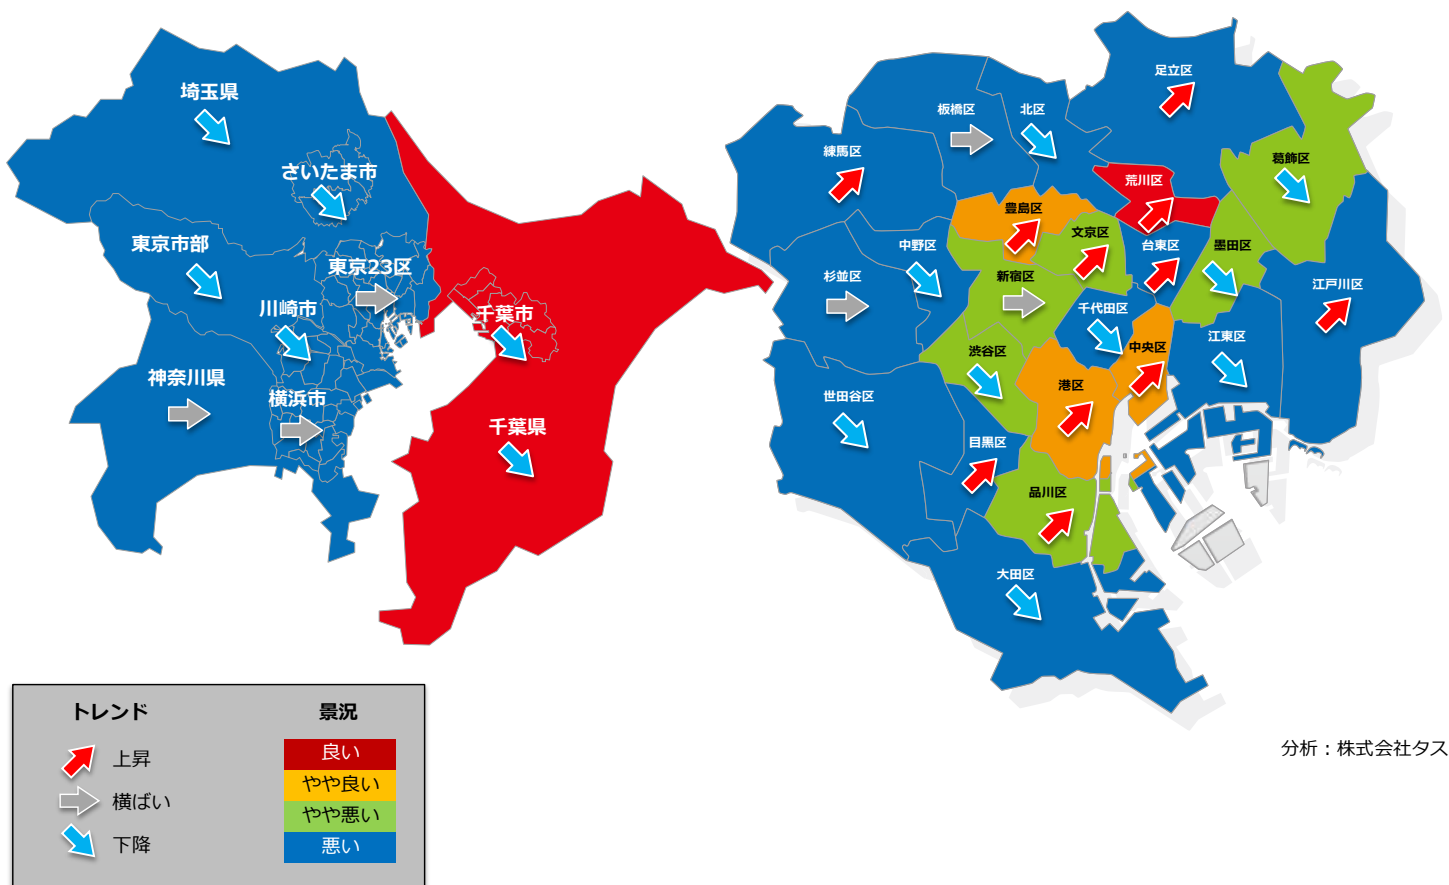 埼玉県
さいたま市
東京市部
東京23区
川崎市
千葉市
神奈川県
横浜市
千葉県
足立区
板橋区
北区
練馬区
葛飾区
荒川区
豊島区
文京区
台東区
墨田区
中野区
杉並区
新宿区
江戸川区
千代田区
江東区
渋谷区
中央区
港区
世田谷区
目黒区
品川区
大田区
トレンド
景況
上昇
横ばい
下降
良い
やや良い
やや悪い
悪い
分析：株式会社タス